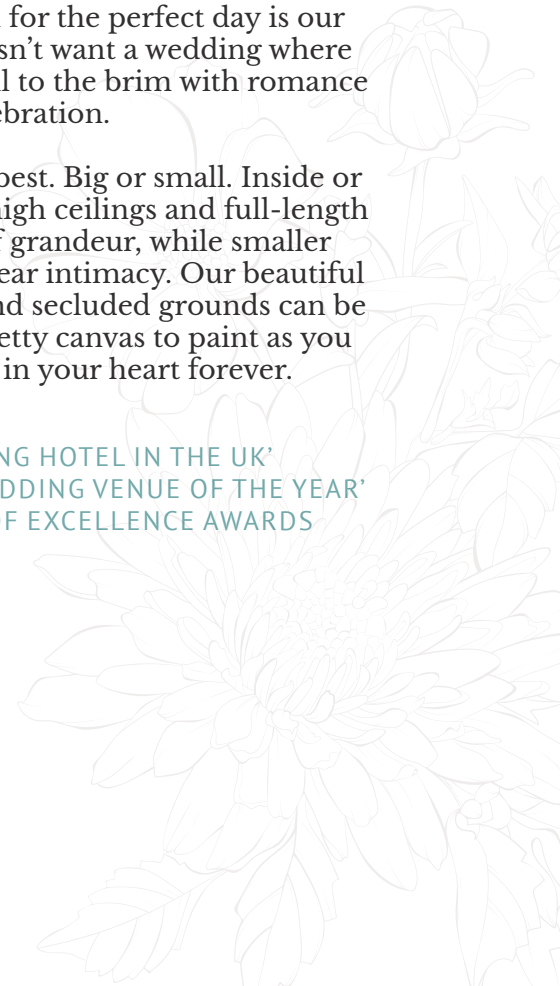 for the perfect day is our
sn’t want a wedding where
l to the brim with romance
ebration.
best. Big or small. Inside or
high ceilings and full-length
f grandeur, while smaller
ear intimacy. Our beautiful
nd secluded grounds can be
etty canvas to paint as you
in your heart forever.
NG HOTEL IN THE UK’
DDING VENUE OF THE YEAR’
OF EXCELLENCE AWARDS